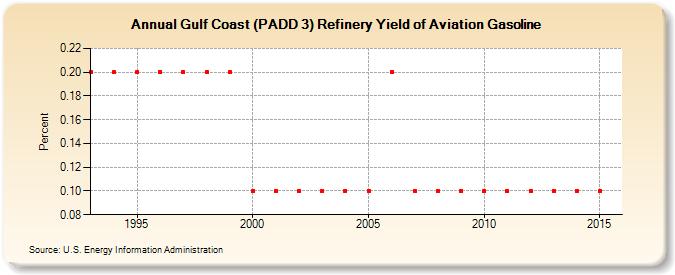 Annual Gulf Coast (PADD 3) Refinery Yield of Aviation Gasoline
Percent
0.22
0.20
0.18
0.16
0.14
0.12
0.10
0.08
1995 2000 2005 2010 2015
Source: U.S. Energy Information Administration